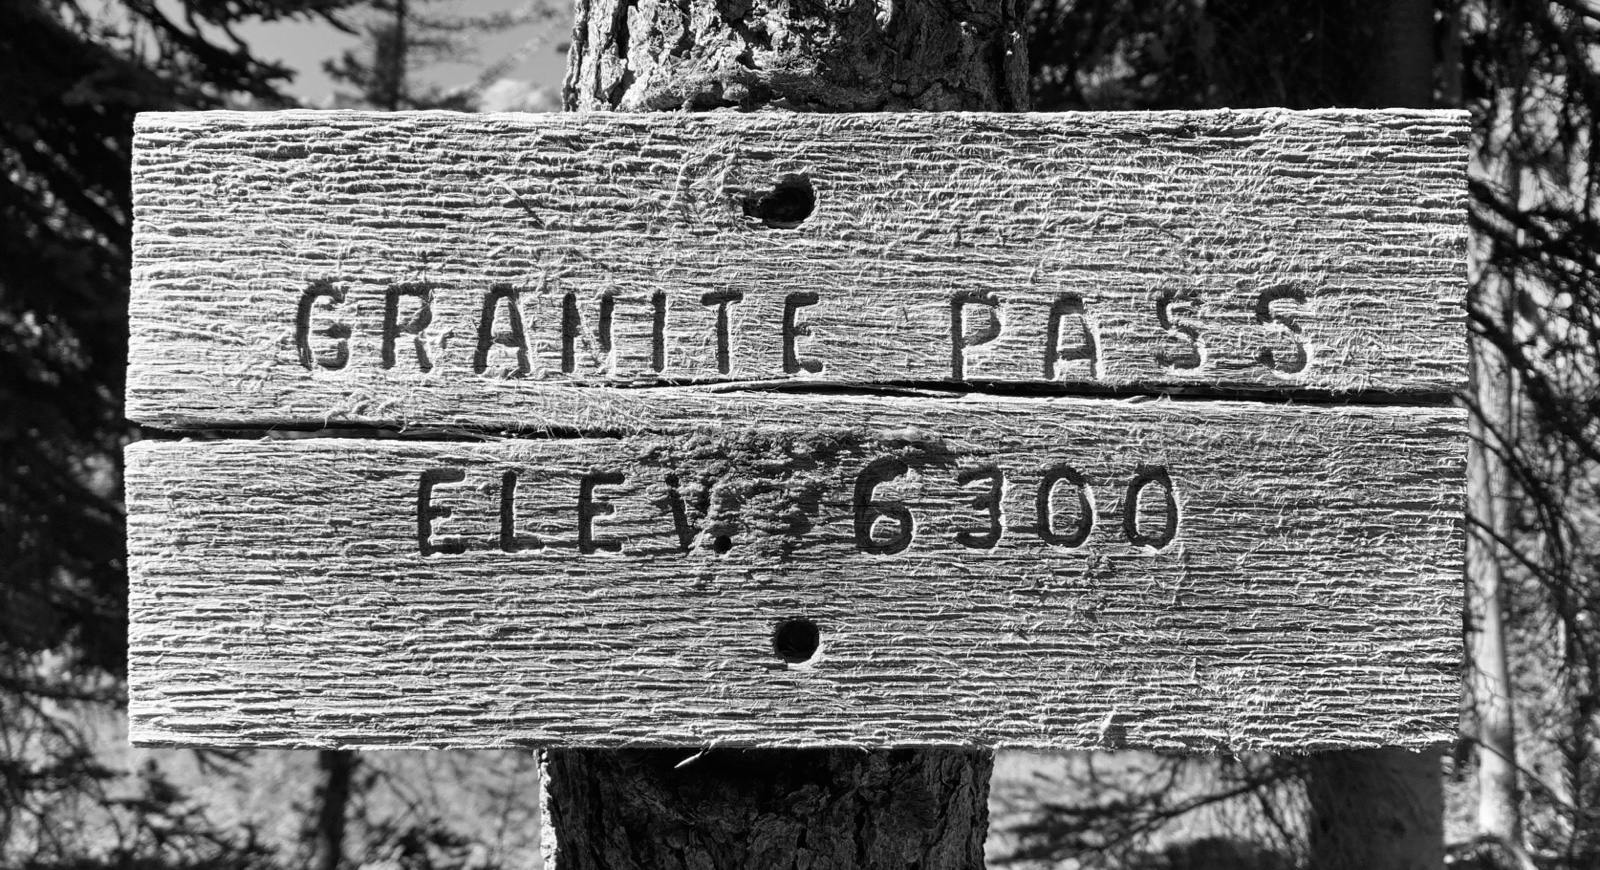 GRANITE PASS
ELEV. 6300